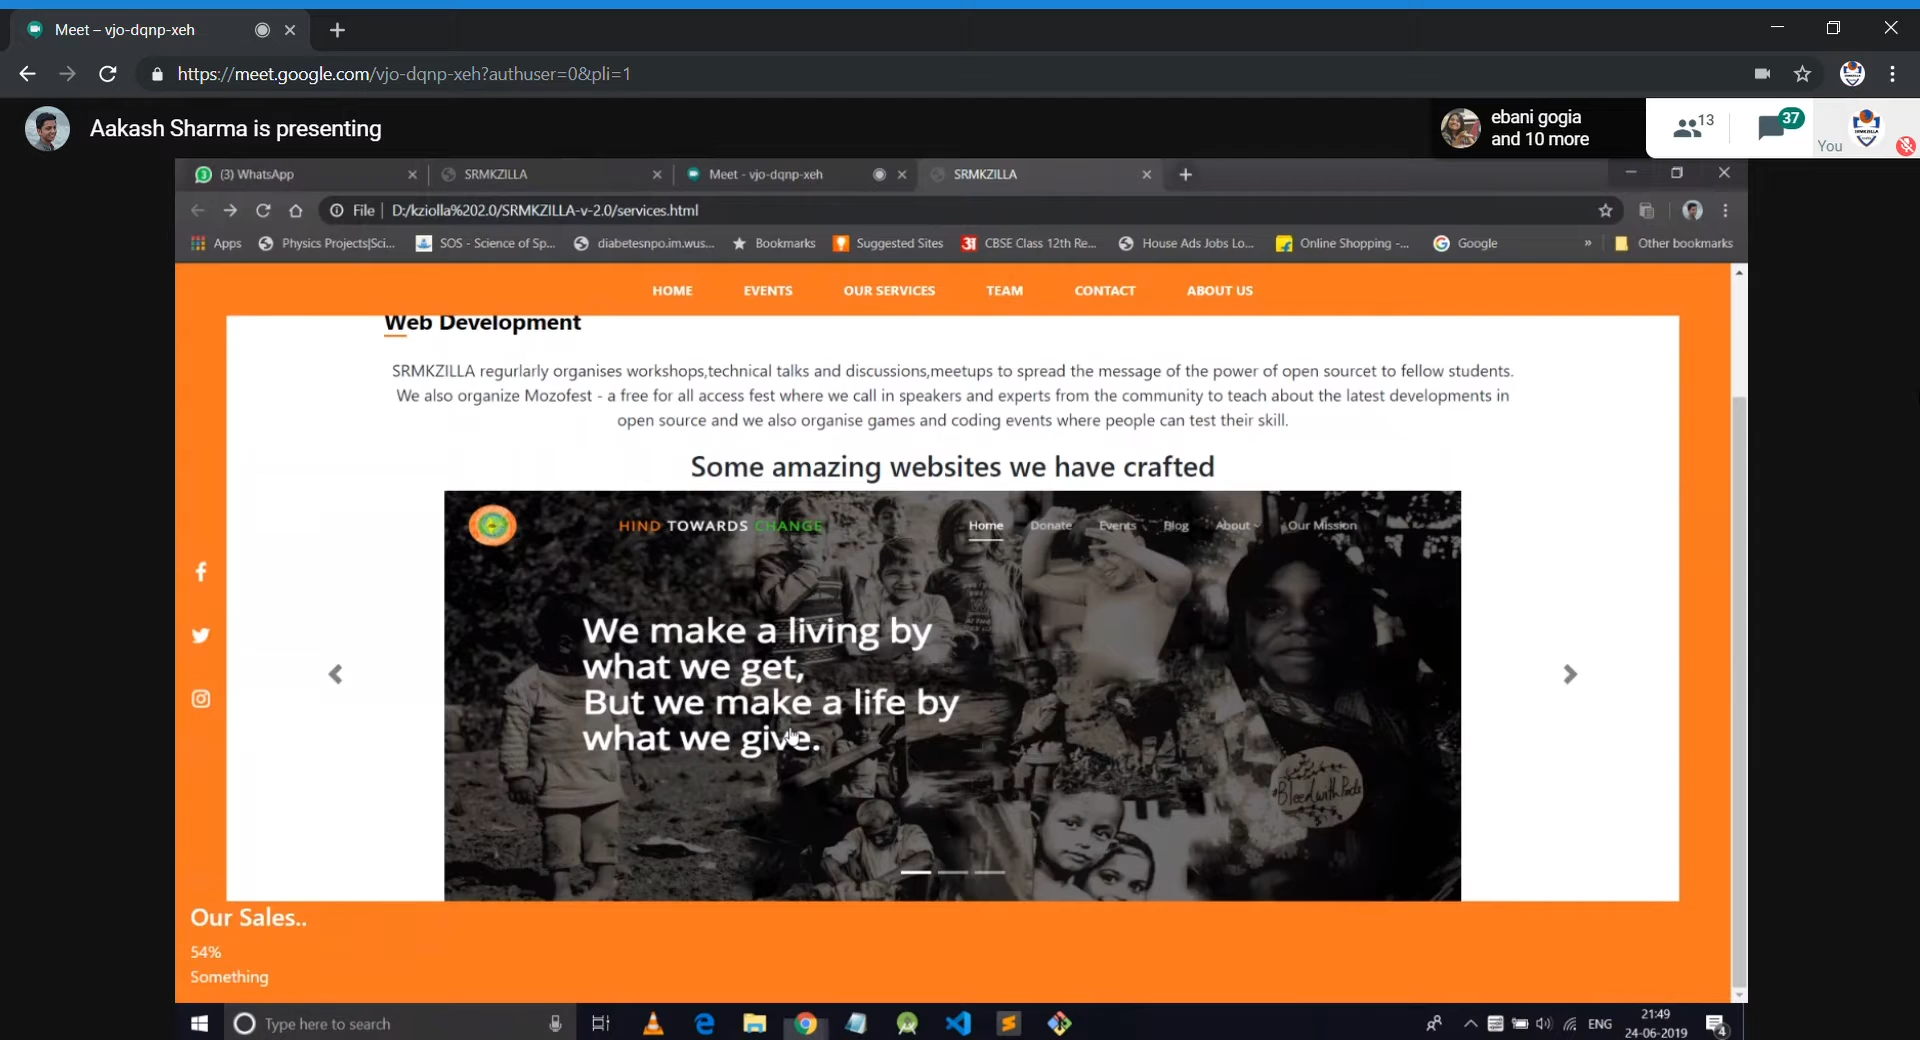 Meet – vjo-dqnp-xeh
https://meet.google.com/vjo-dqnp-xeh?authuser=0&pli=1
Aakash Sharma is presenting
ebani gogia
and 10 more
13
37
You
(3) WhatsApp
SRMKZILLA
Meet - vjo-dqnp-xeh
SRMKZILLA
File
D:/kziolla%202.0/SRMKZILLA-v-2.0/services.html
Apps
Physics Projects|Sci...
SOS - Science of Sp...
diabetesnpo.im.wus...
Bookmarks
Suggested Sites
CBSE Class 12th Re...
House Ads Jobs Lo...
Online Shopping -...
Google
»
Other bookmarks
HOME EVENTS OUR SERVICES TEAM CONTACT ABOUT US
Web Development
SRMKZILLA regurlarly organises workshops,technical talks and discussions,meetups to spread the message of the power of open sourcet to fellow students.
We also organize Mozofest - a free for all access fest where we call in speakers and experts from the community to teach about the latest developments in
open source and we also organise games and coding events where people can test their skill.
Some amazing websites we have crafted
HIND TOWARDS CHANGE
Home Donate Events Blog About Our Mission
We make a living by
what we get,
But we make a life by
what we give.
#BleedwithPride
Our Sales..
54%
Something
Type here to search
ENG
21:49
24-06-2019
4